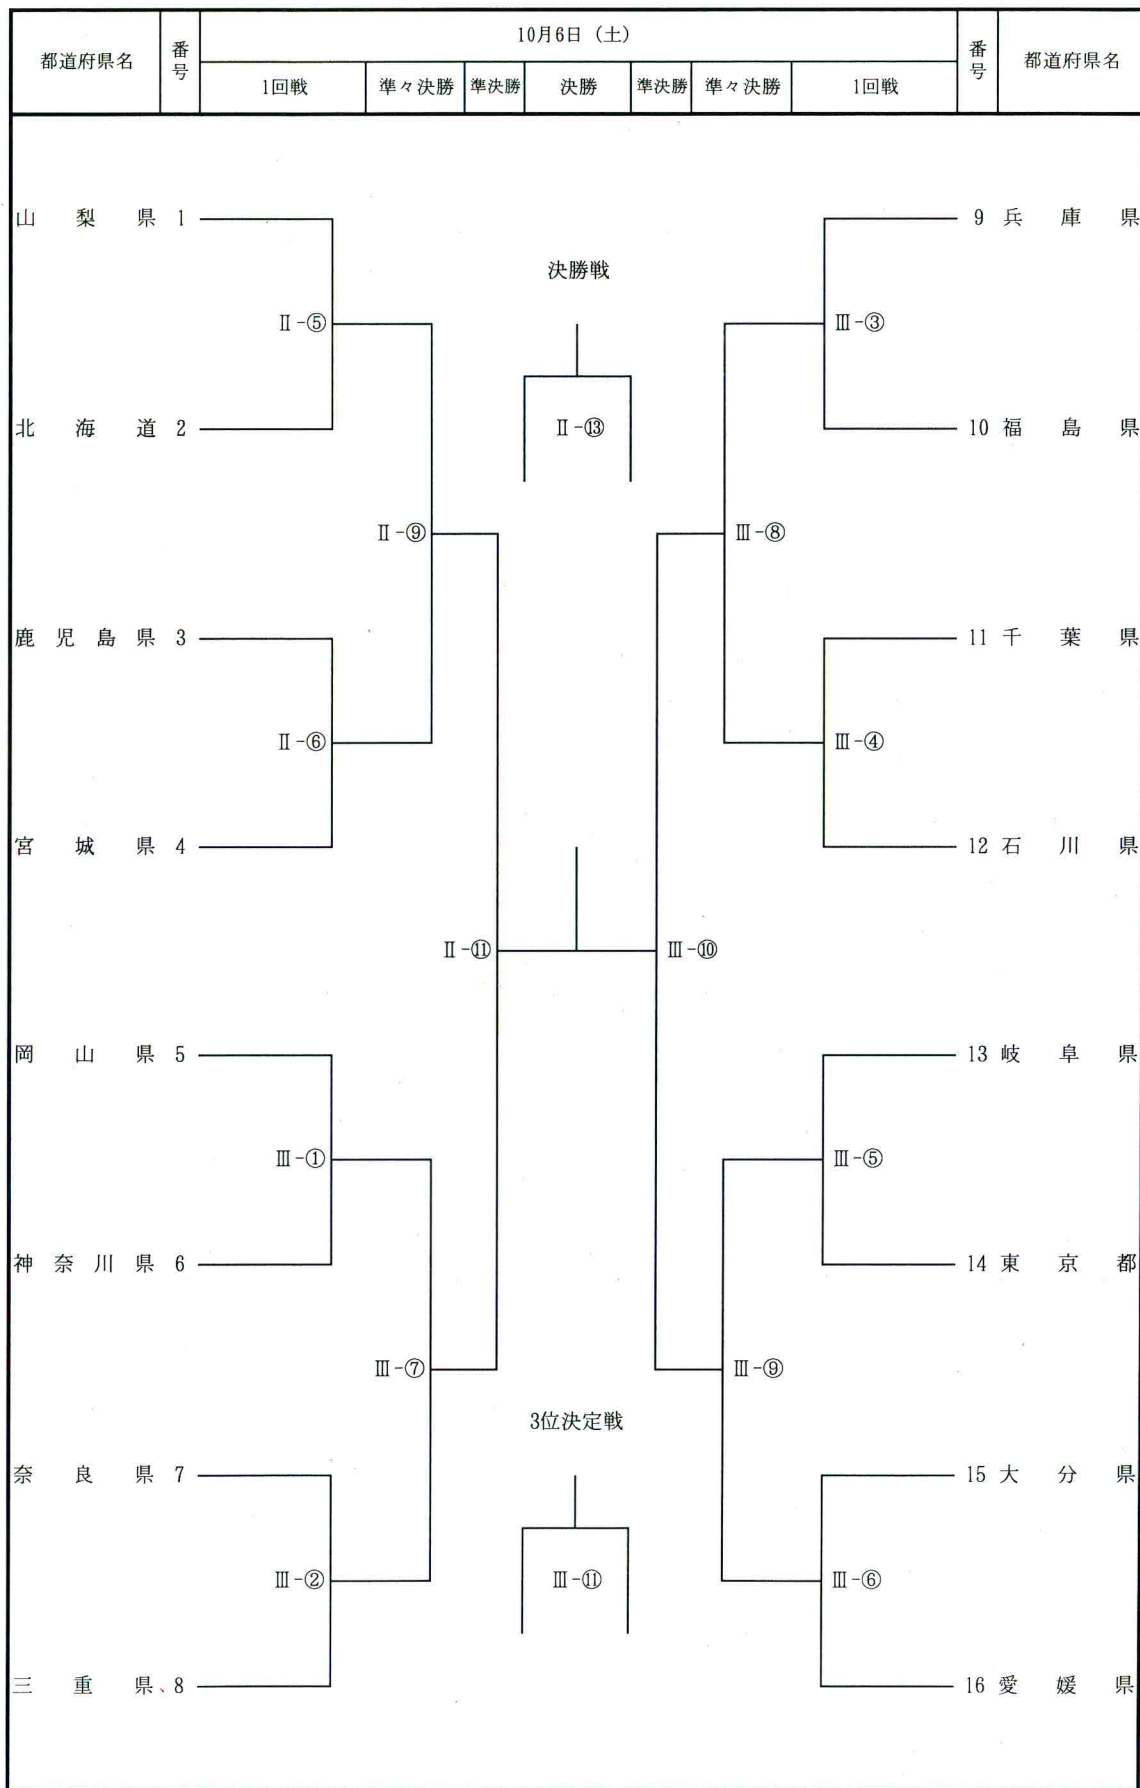 都道府県名 番号 10月6日（土） 番号 都道府県名
1回戦 準々決勝 準決勝 決勝 準決勝 準々決勝 1回戦
山梨県 1 9 兵庫県
決勝戦
Ⅱ-⑤ Ⅲ-③
北海道 2 Ⅱ-⑬ 10 福島県
Ⅱ-⑨ Ⅲ-⑧
鹿児島県 3 11 千葉県
Ⅱ-⑥ Ⅲ-④
宮城県 4 12 石川県
Ⅱ-⑪ Ⅲ-⑩
岡山県 5 13 岐阜県
Ⅲ-① Ⅲ-⑤
神奈川県 6 14 東京都
Ⅲ-⑦ Ⅲ-⑨
3位決定戦
奈良県 7 15 大分県
Ⅲ-② Ⅲ-⑪ Ⅲ-⑥
三重県 8 16 愛媛県